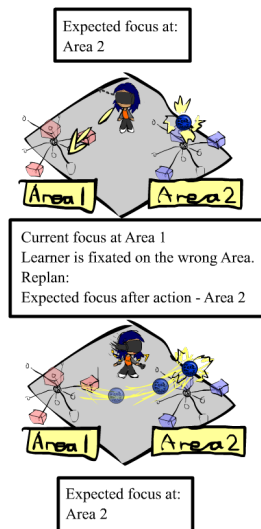 Expected focus at:
Area 2
Area 1
Area 2
Current focus at Area 1
Learner is fixated on the wrong Area.
Replan:
Expected focus after action - Area 2
Area 1
Area 2
Expected focus at:
Area 2